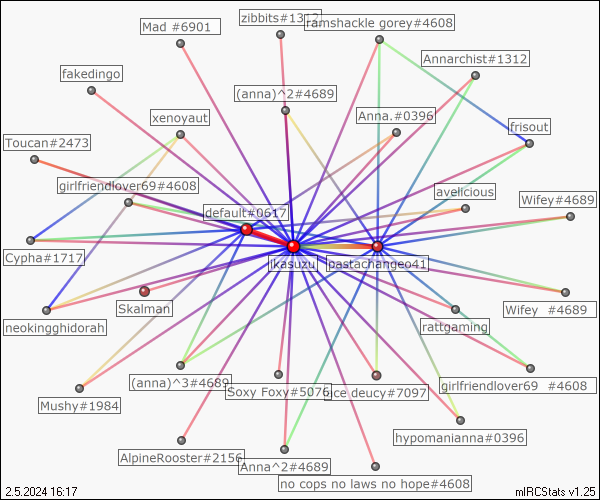 zibbits#1312
Mad #6901
ramshackle gorey#4608
Annarchist#1312
fakedingo
(anna)^2#4689
xenoyaut
Anna.#0396
frisout
Toucan#2473
girlfriendlover69#4608
avelicious
Wifey#4689
default#0617
Cypha#1717
ikasuzu
pastachangeo41
Skalman
Wifey #4689
neokingghidorah
rattgaming
(anna)^3#4689
Soxy Foxy#5076
nice deucy#7097
girlfriendlover69 #4608
Mushy#1984
hypomanianna#0396
AlpineRooster#2156
Anna^2#4689
no cops no laws no hope#4608
2.5.2024 16:17
mIRCStats v1.25